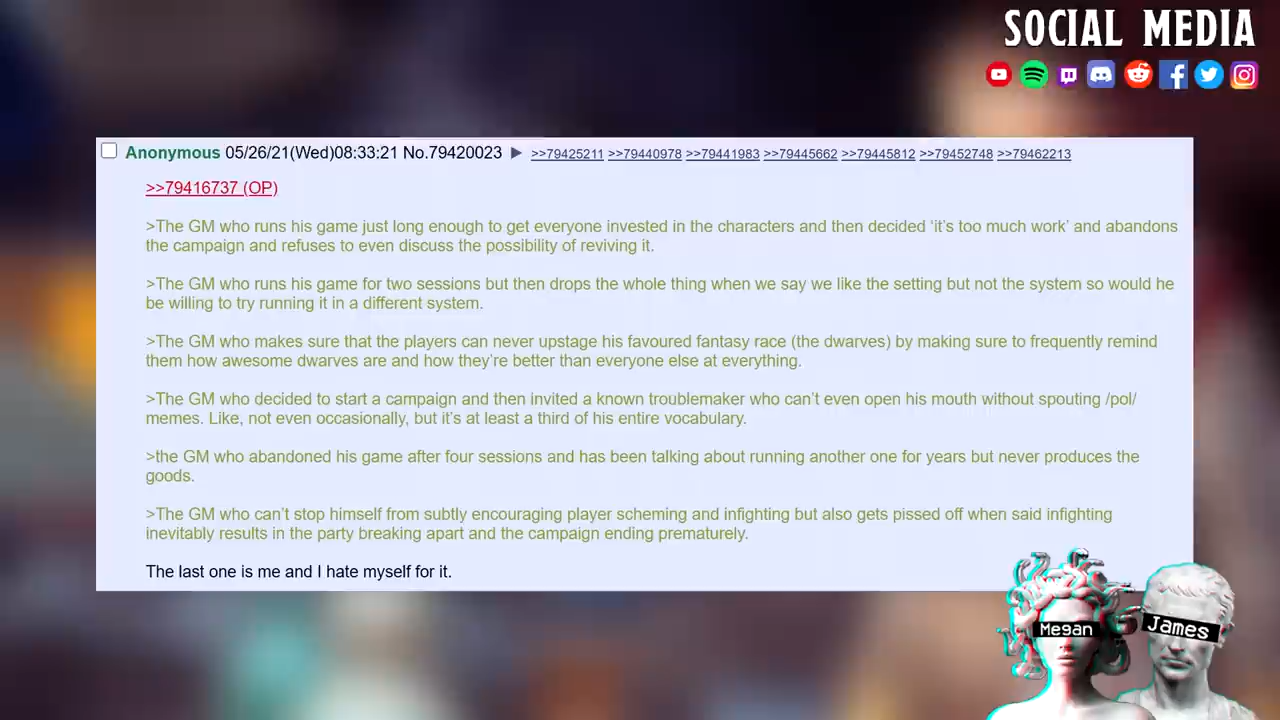 SOCIAL MEDIA
Anonymous 05/26/21(Wed)08:33:21 No.79420023 ▶ >>79425211 >>79440978 >>79441983 >>79445662 >>79445812 >>79452748 >>79462213
>>79416737 (OP)
>The GM who runs his game just long enough to get everyone invested in the characters and then decided ‘it’s too much work’ and abandons
the campaign and refuses to even discuss the possibility of reviving it.
>The GM who runs his game for two sessions but then drops the whole thing when we say we like the setting but not the system so would he
be willing to try running it in a different system.
>The GM who makes sure that the players can never upstage his favoured fantasy race (the dwarves) by making sure to frequently remind
them how awesome dwarves are and how they’re better than everyone else at everything.
>The GM who decided to start a campaign and then invited a known troublemaker who can’t even open his mouth without spouting /pol/
memes. Like, not even occasionally, but it’s at least a third of his entire vocabulary.
>the GM who abandoned his game after four sessions and has been talking about running another one for years but never produces the
goods.
>The GM who can’t stop himself from subtly encouraging player scheming and infighting but also gets pissed off when said infighting
inevitably results in the party breaking apart and the campaign ending prematurely.
The last one is me and I hate myself for it.
Megan
James